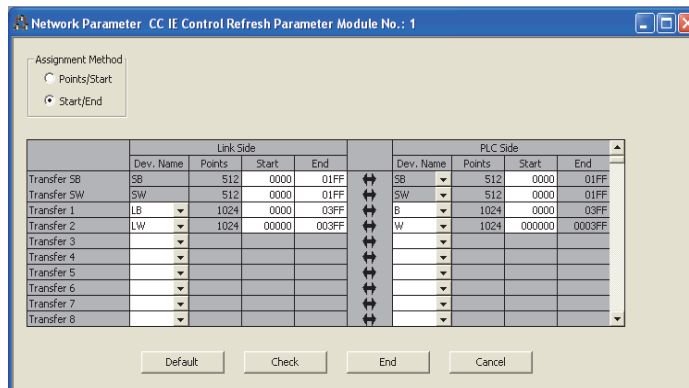 Network Parameter CC IE Control Refresh Parameter Module No.: 1
Assignment Method
Points/Start
Start/End
Link Side PLC Side
Dev. Name Points Start End Dev. Name Points Start End
Transfer SB SB 512 0000 01FF SB 512 0000 01FF
Transfer SW SW 512 0000 01FF SW 512 0000 01FF
Transfer 1 LB 1024 0000 03FF B 1024 0000 03FF
Transfer 2 LW 1024 00000 003FF W 1024 000000 0003FF
Transfer 3
Transfer 4
Transfer 5
Transfer 6
Transfer 7
Transfer 8
Default Check End Cancel